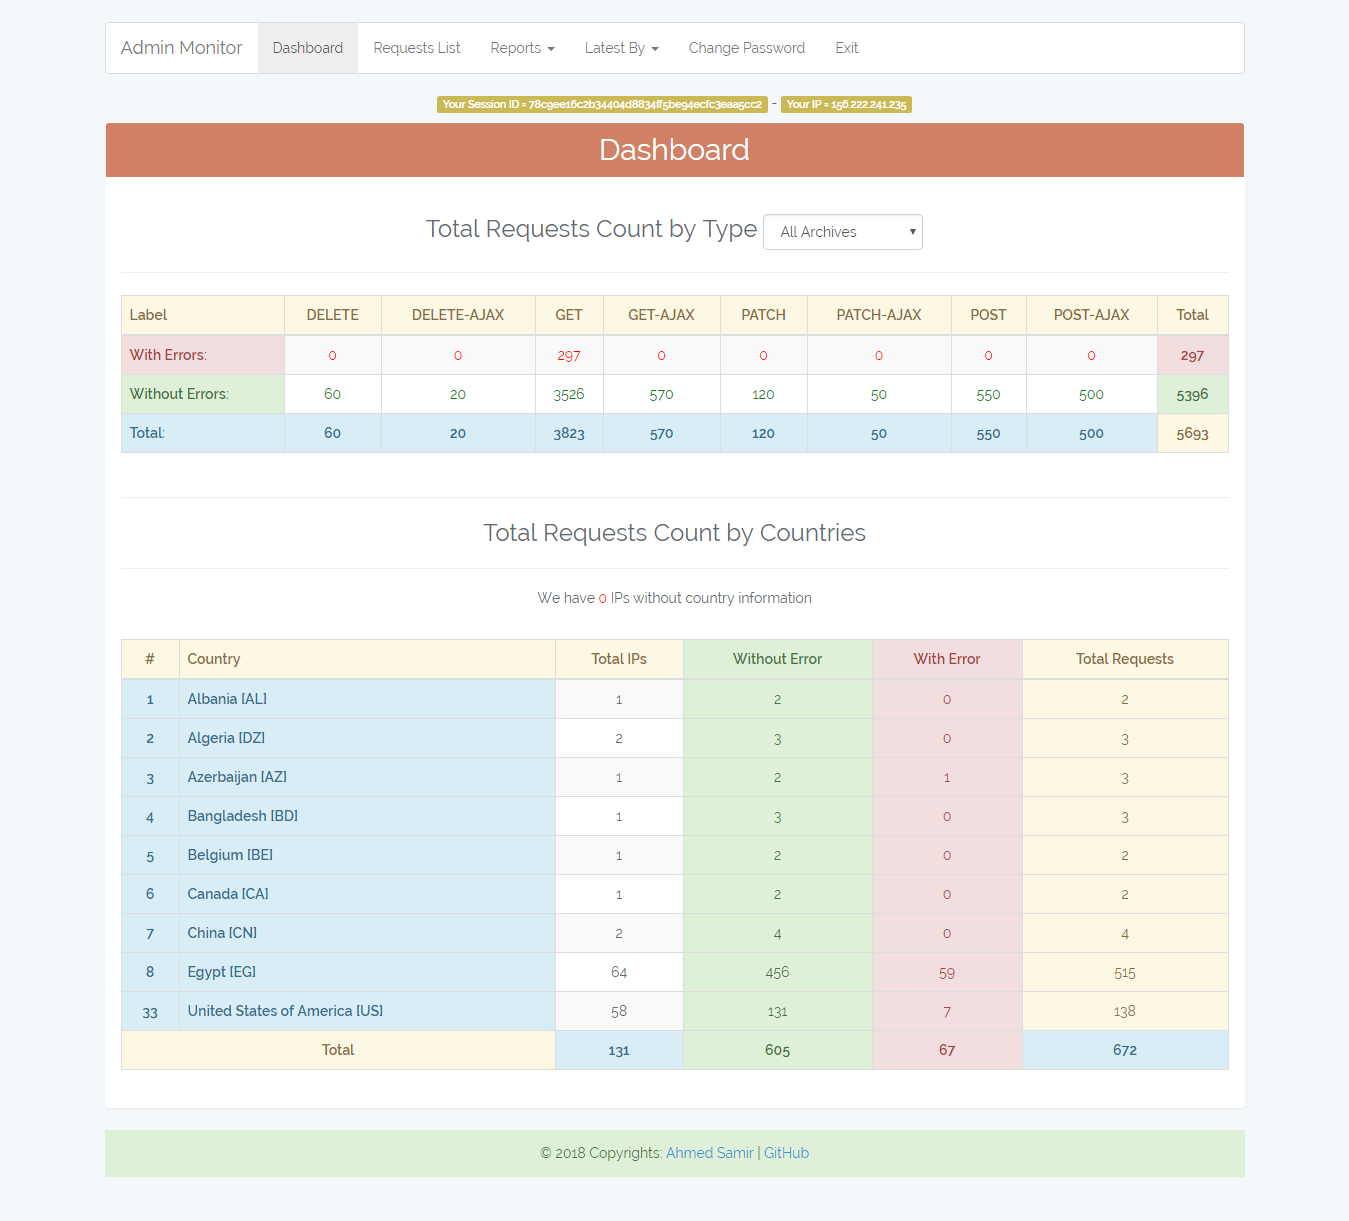 Admin Monitor Dashboard Requests List Reports Latest By Change Password Exit
Your Session ID = 78c9ee16c2b34404d8834ff5be94ecfc3eaa5cc2 - Your IP = 156.222.241.235
Dashboard
Total Requests Count by Type All Archives
Label DELETE DELETE-AJAX GET GET-AJAX PATCH PATCH-AJAX POST POST-AJAX Total
With Errors: 0 0 297 0 0 0 0 0 297
Without Errors: 60 20 3526 570 120 50 550 500 5396
Total: 60 20 3823 570 120 50 550 500 5693
Total Requests Count by Countries
We have 0 IPs without country information
# Country Total IPs Without Error With Error Total Requests
1 Albania [AL] 1 2 0 2
2 Algeria [DZ] 2 3 0 3
3 Azerbaijan [AZ] 1 2 1 3
4 Bangladesh [BD] 1 3 0 3
5 Belgium [BE] 1 2 0 2
6 Canada [CA] 1 2 0 2
7 China [CN] 2 4 0 4
8 Egypt [EG] 64 456 59 515
33 United States of America [US] 58 131 7 138
Total 131 605 67 672
© 2018 Copyrights: Ahmed Samir | GitHub